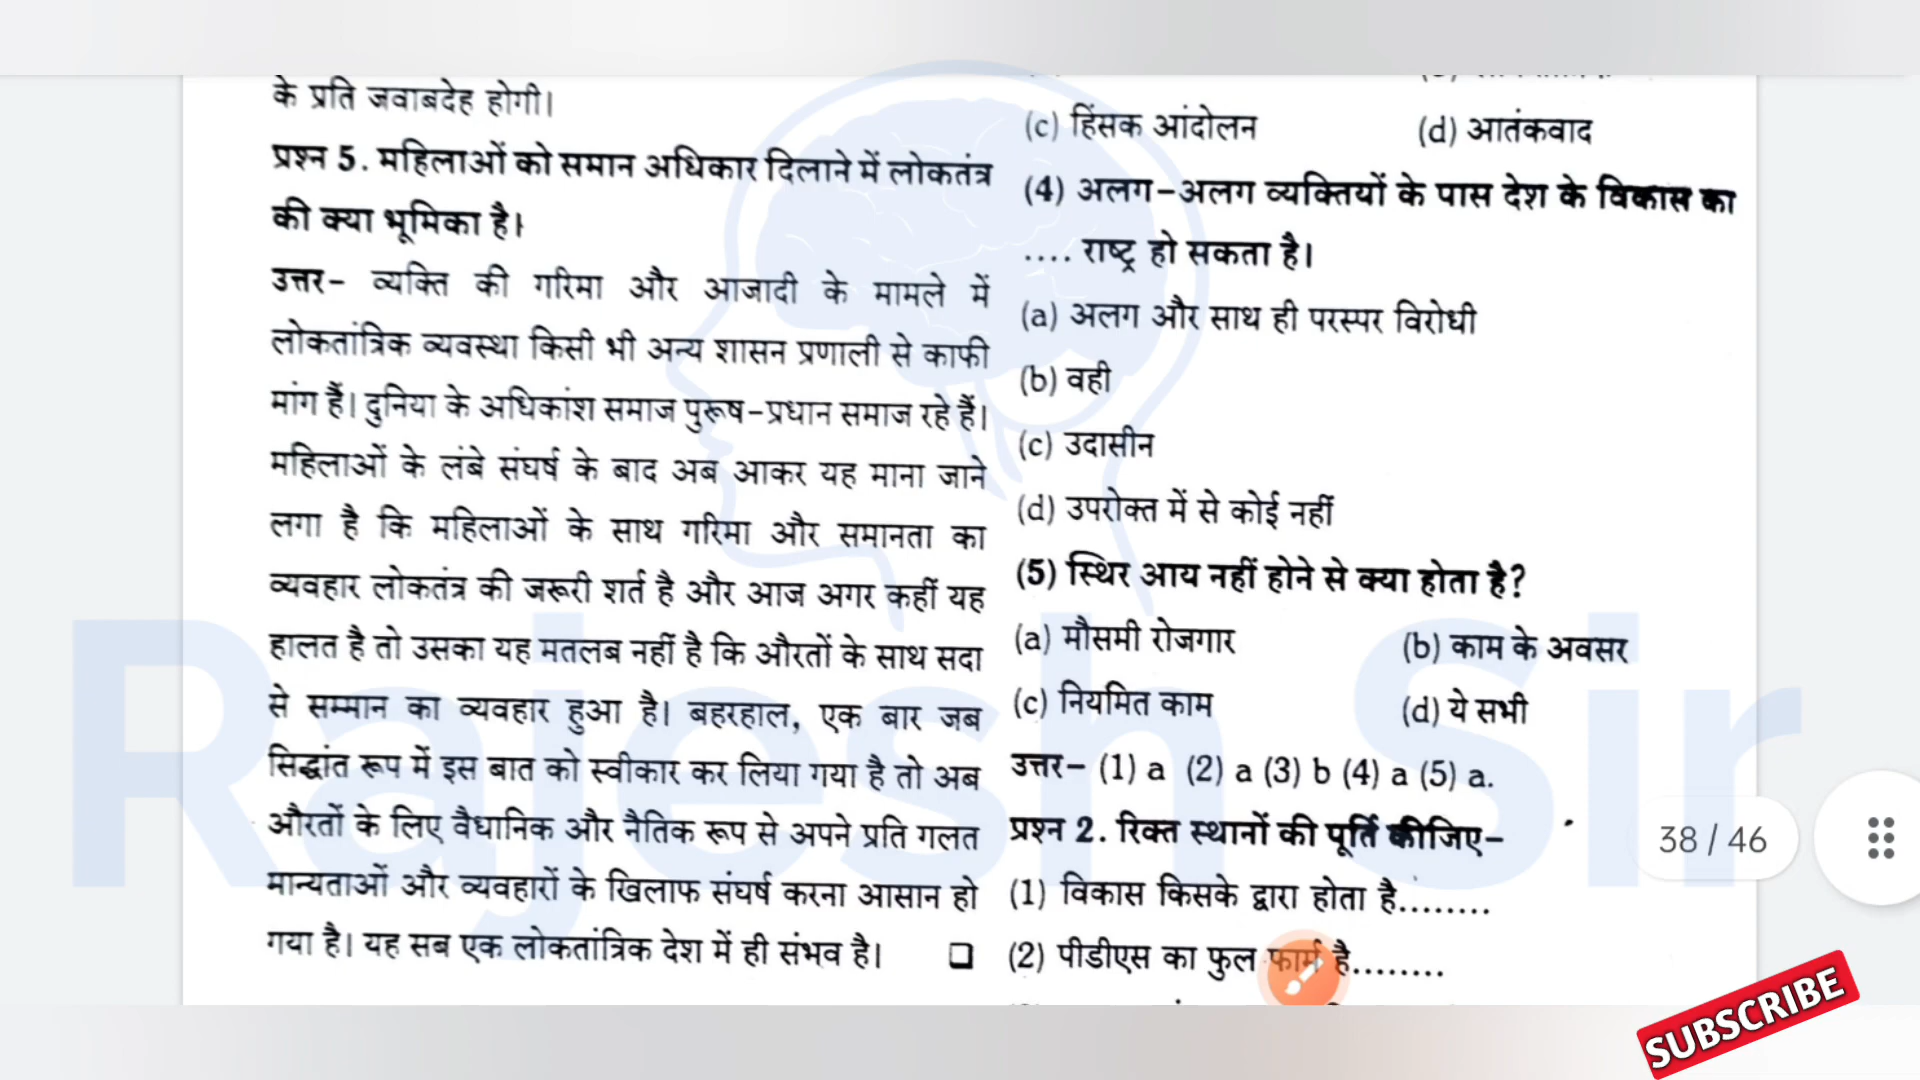 के प्रति जवाबदेह होगी।
प्रश्न 5. महिलाओं को समान अधिकार दिलाने में लोकतंत्र
की क्या भूमिका है।
उत्तर– व्यक्ति की गरिमा और आजादी के मामले में
लोकतांत्रिक व्यवस्था किसी भी अन्य शासन प्रणाली से काफी
मांग हैं। दुनिया के अधिकांश समाज पुरूष–प्रधान समाज रहे हैं।
महिलाओं के लंबे संघर्ष के बाद अब आकर यह माना जाने
लगा है कि महिलाओं के साथ गरिमा और समानता का
व्यवहार लोकतंत्र की जरूरी शर्त है और आज अगर कहीं यह
हालत है तो उसका यह मतलब नहीं है कि औरतों के साथ सदा
से सम्मान का व्यवहार हुआ है। बहरहाल, एक बार जब
सिद्धांत रूप में इस बात को स्वीकार कर लिया गया है तो अब
औरतों के लिए वैधानिक और नैतिक रूप से अपने प्रति गलत
मान्यताओं और व्यवहारों के खिलाफ संघर्ष करना आसान हो
गया है। यह सब एक लोकतांत्रिक देश में ही संभव है।
(c) हिंसक आंदोलन (d) आतंकवाद
(4) अलग–अलग व्यक्तियों के पास देश के विकास का
.... राष्ट्र हो सकता है।
(a) अलग और साथ ही परस्पर विरोधी
(b) वही
(c) उदासीन
(d) उपरोक्त में से कोई नहीं
(5) स्थिर आय नहीं होने से क्या होता है?
(a) मौसमी रोजगार (b) काम के अवसर
(c) नियमित काम (d) ये सभी
उत्तर– (1) a (2) a (3) b (4) a (5) a.
प्रश्न 2. रिक्त स्थानों की पूर्ति कीजिए–
(1) विकास किसके द्वारा होता है........
(2) पीडीएस का फुल फार्म है........
Rajesh Sir
38 / 46
SUBSCRIBE